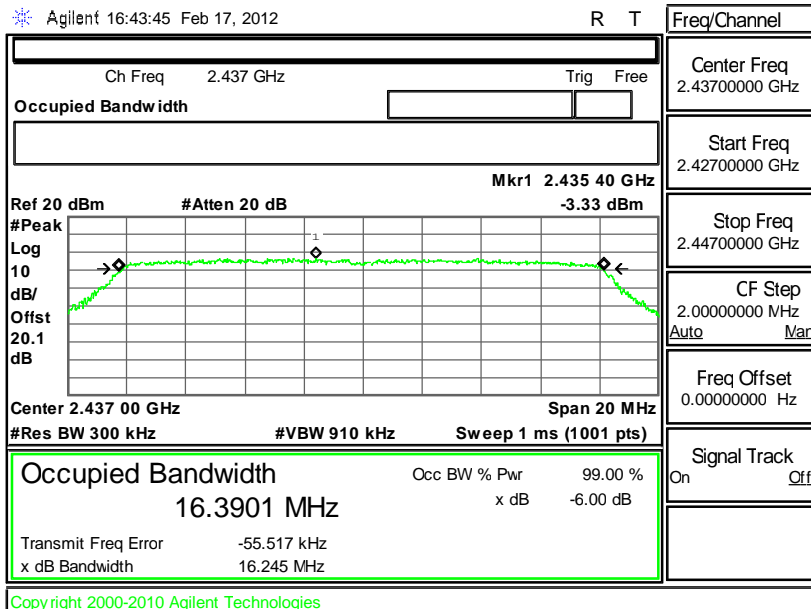 Agilent 16:43:45 Feb 17, 2012 R T
Ch Freq 2.437 GHz Trig Free
Occupied Bandwidth
Mkr1 2.435 40 GHz
Ref 20 dBm #Atten 20 dB -3.33 dBm
#Peak
Log
10
dB/
Offst
20.1
dB
1
Center 2.437 00 GHz Span 20 MHz
#Res BW 300 kHz #VBW 910 kHz Sweep 1 ms (1001 pts)
Occupied Bandwidth Occ BW % Pwr 99.00 %
16.3901 MHz x dB -6.00 dB
Transmit Freq Error -55.517 kHz
x dB Bandwidth 16.245 MHz
Copyright 2000-2010 Agilent Technologies
Freq/Channel
Center Freq
2.43700000 GHz
Start Freq
2.42700000 GHz
Stop Freq
2.44700000 GHz
CF Step
2.00000000 MHz
Auto Man
Freq Offset
0.00000000 Hz
Signal Track
On Off